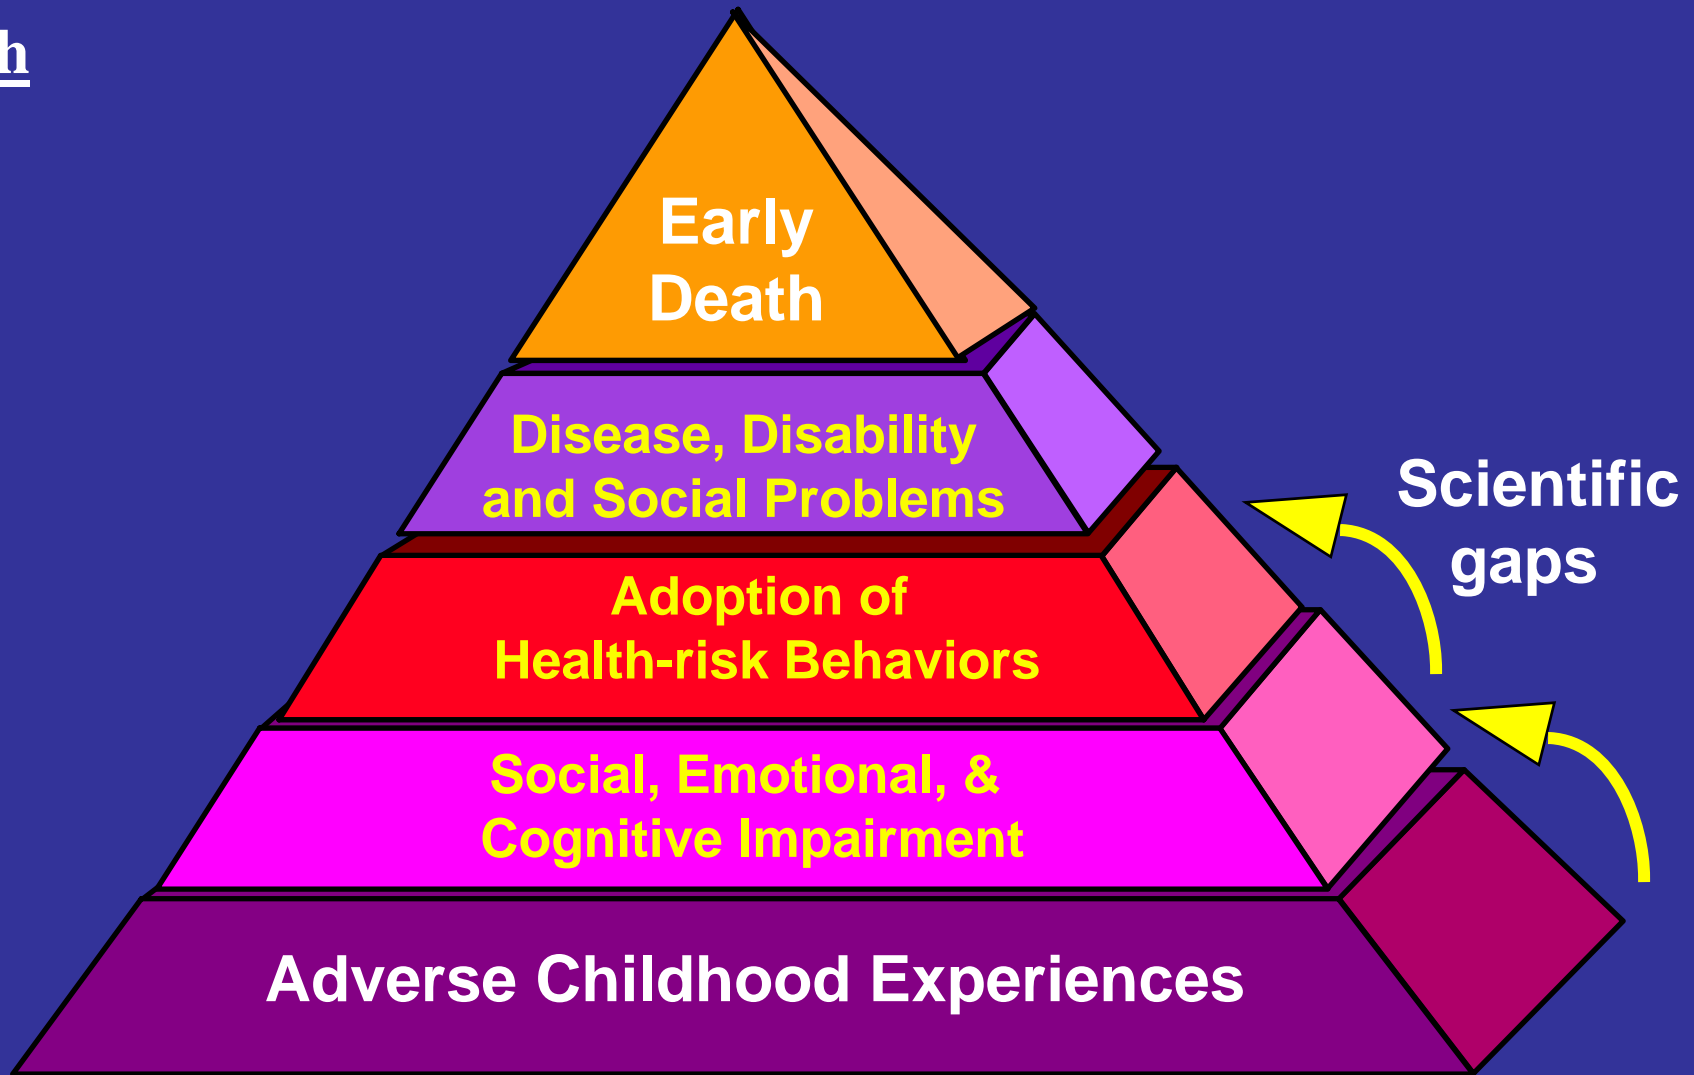 h
Early
Death
Disease, Disability
and Social Problems
Scientific
gaps
Adoption of
Health-risk Behaviors
Social, Emotional, &
Cognitive Impairment
Adverse Childhood Experiences